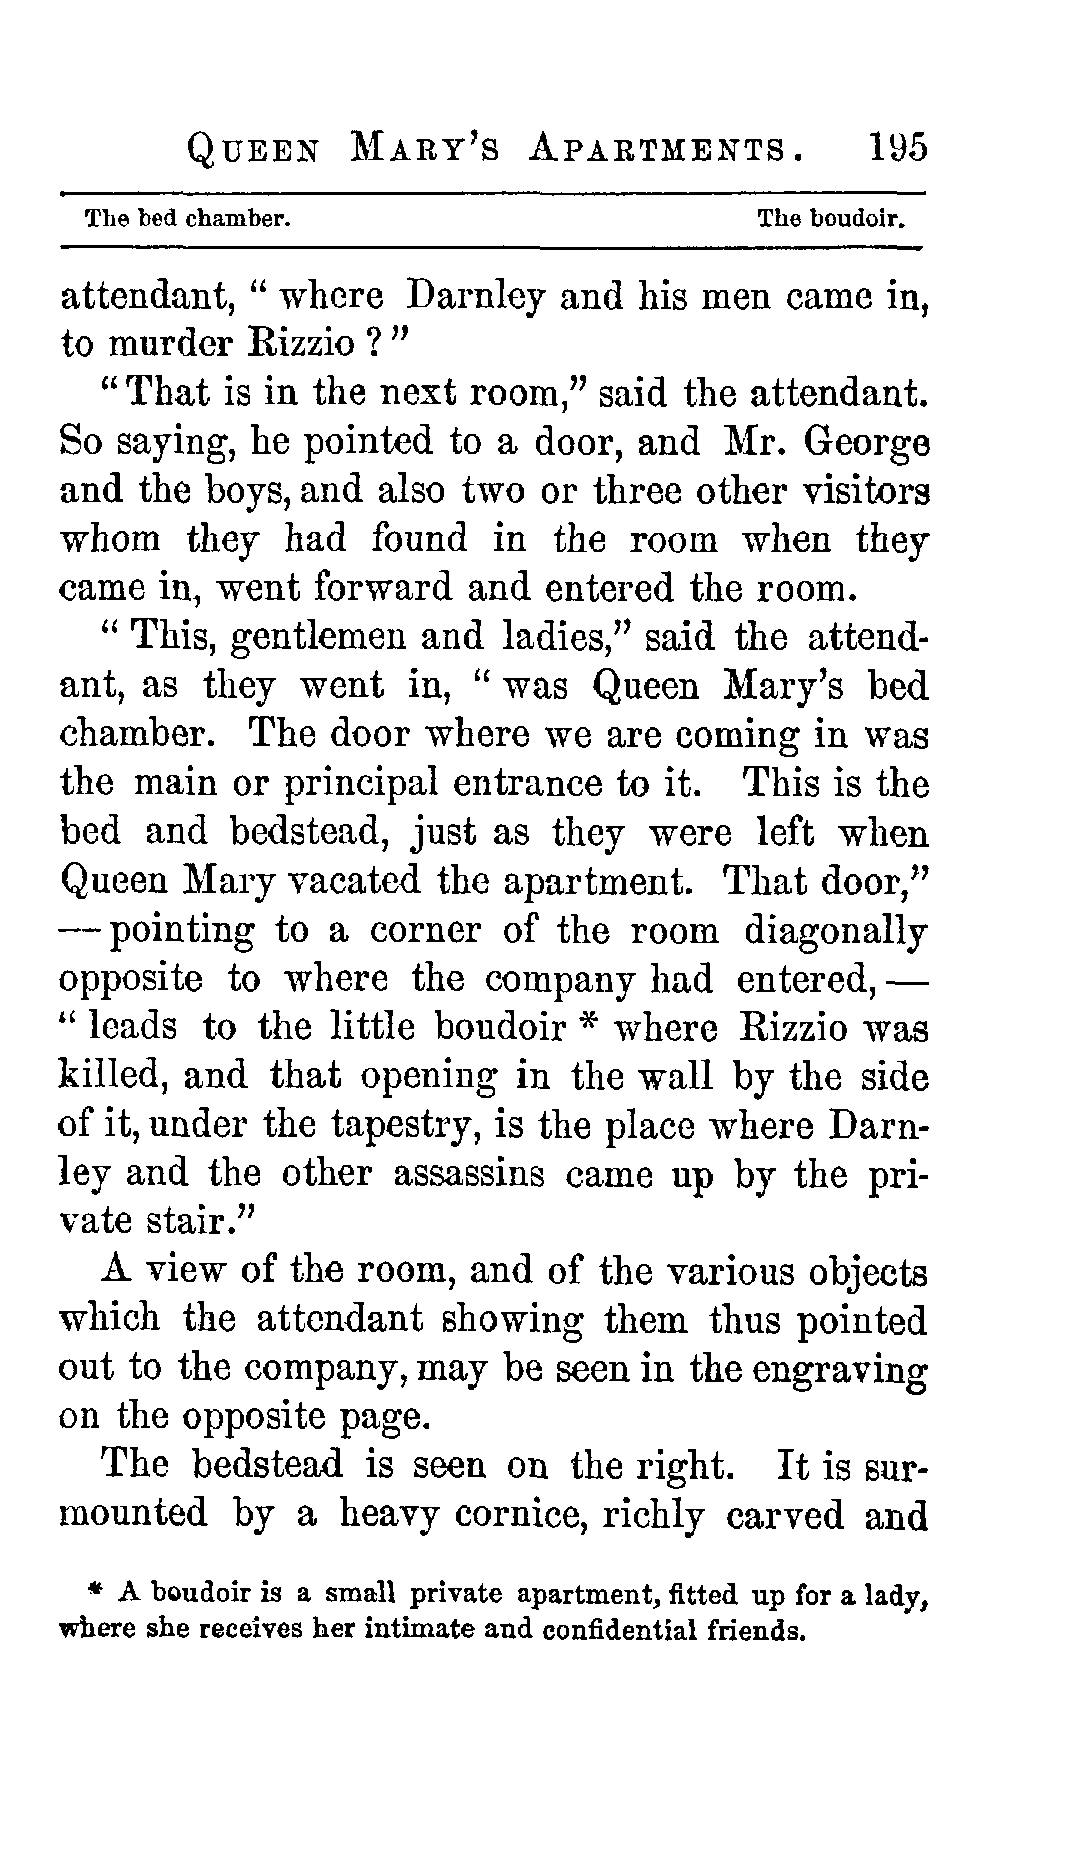 QUEEN MARY'S APARTMENTS. 195
The bed chamber. The boudoir.
attendant, “ where Darnley and his men came in,
to murder Rizzio ? ”
“ That is in the next room,” said the attendant.
So saying, he pointed to a door, and Mr. George
and the boys, and also two or three other visitors
whom they had found in the room when they
came in, went forward and entered the room.
“ This, gentlemen and ladies,” said the attend-
ant, as they went in, “ was Queen Mary’s bed
chamber. The door where we are coming in was
the main or principal entrance to it. This is the
bed and bedstead, just as they were left when
Queen Mary vacated the apartment. That door,”
— pointing to a corner of the room diagonally
opposite to where the company had entered, —
“ leads to the little boudoir * where Rizzio was
killed, and that opening in the wall by the side
of it, under the tapestry, is the place where Darn-
ley and the other assassins came up by the pri-
vate stair.”
A view of the room, and of the various objects
which the attendant showing them thus pointed
out to the company, may be seen in the engraving
on the opposite page.
The bedstead is seen on the right. It is sur-
mounted by a heavy cornice, richly carved and
* A boudoir is a small private apartment, fitted up for a lady,
where she receives her intimate and confidential friends.